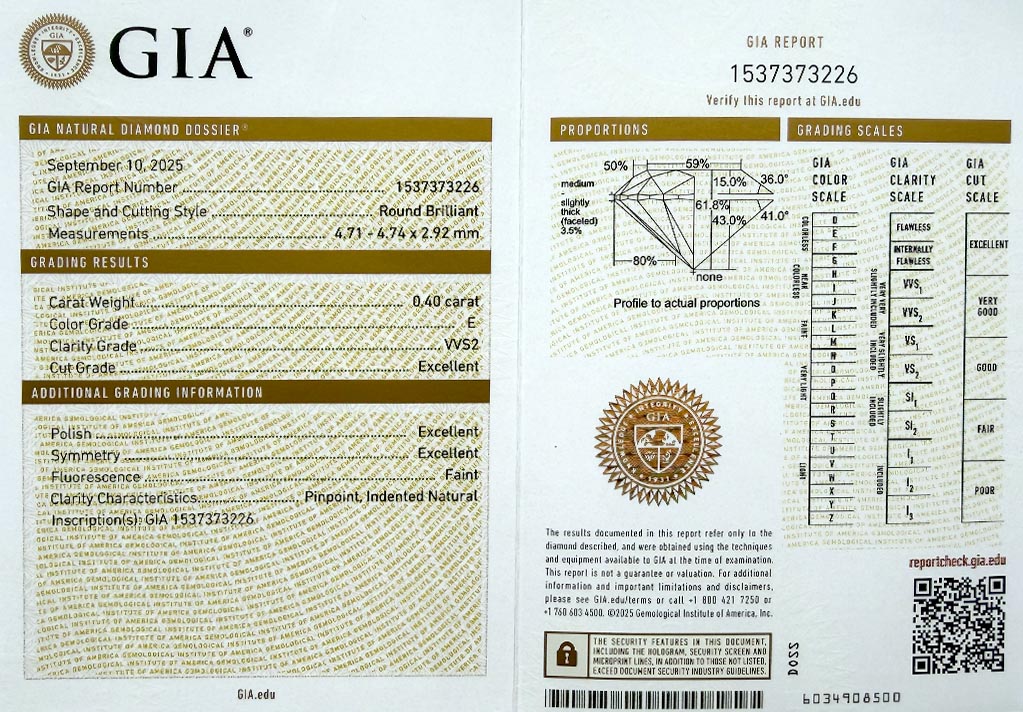 GIA®
GIA NATURAL DIAMOND DOSSIER®
September 10, 2025
GIA Report Number 1537373226
Shape and Cutting Style Round Brilliant
Measurements 4.71 - 4.74 x 2.92 mm
GRADING RESULTS
Carat Weight 0.40 carat
Color Grade E
Clarity Grade VVS2
Cut Grade Excellent
ADDITIONAL GRADING INFORMATION
Polish Excellent
Symmetry Excellent
Fluorescence Faint
Clarity Characteristics Pinpoint, Indented Natural
Inscription(s): GIA 1537373226
GIA.edu
GIA REPORT
1537373226
Verify this report at GIA.edu
PROPORTIONS
50%
59%
medium
15.0%
36.0°
slightly
thick
(faceted)
3.5%
61.8%
43.0%
41.0°
80%
none
Profile to actual proportions
GIA
The results documented in this report refer only to the
diamond described, and were obtained using the techniques
and equipment available to GIA at the time of examination.
This report is not a guarantee or valuation. For additional
information and important limitations and disclaimers,
please see GIA.edu/terms or call +1 800 421 7250 or
+1 760 603 4500. ©2025 Gemological Institute of America, Inc.
THE SECURITY FEATURES IN THIS DOCUMENT,
INCLUDING THE HOLOGRAM, SECURITY SCREEN AND
MICROPRINT LINES, IN ADDITION TO THOSE NOT LISTED,
EXCEED DOCUMENT SECURITY INDUSTRY GUIDELINES.
GRADING SCALES
GIA
COLOR
SCALE
COLORLESS
D
E
F
NEAR
COLORLESS
G
H
I
J
FAINT
K
L
M
VERY LIGHT
N
O
P
Q
R
LIGHT
S
T
U
V
W
X
Y
Z
GIA
CLARITY
SCALE
FLAWLESS
INTERNALLY
FLAWLESS
VERY VERY
SLIGHTLY INCLUDED
VVS1
VVS2
VERY SLIGHTLY
INCLUDED
VS1
VS2
SLIGHTLY
INCLUDED
SI1
SI2
INCLUDED
I1
I2
I3
GIA
CUT
SCALE
EXCELLENT
VERY
GOOD
GOOD
FAIR
POOR
reportcheck.gia.edu
6034908500